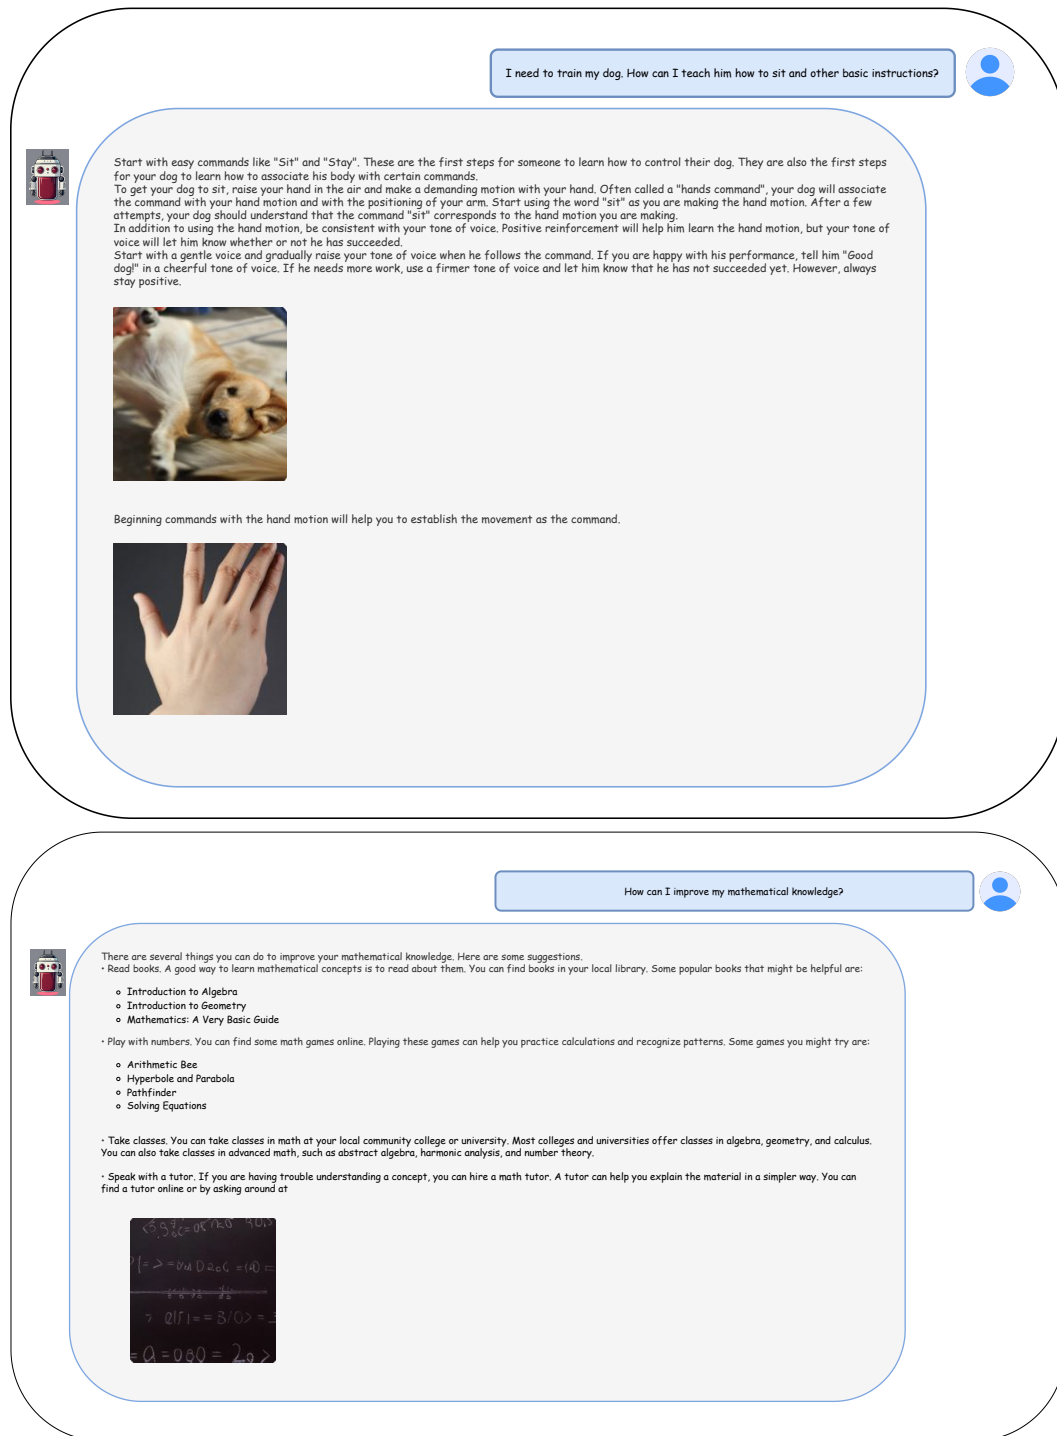 I need to train my dog. How can I teach him how to sit and other basic instructions?
Start with easy commands like "Sit" and "Stay". These are the first steps for someone to learn how to control their dog. They are also the first steps
for your dog to learn how to associate his body with certain commands.
To get your dog to sit, raise your hand in the air and make a demanding motion with your hand. Often called a "hands command", your dog will associate
the command with your hand motion and with the positioning of your arm. Start using the word "sit" as you are making the hand motion. After a few
attempts, your dog should understand that the command "sit" corresponds to the hand motion you are making.
In addition to using the hand motion, be consistent with your tone of voice. Positive reinforcement will help him learn the hand motion, but your tone of
voice will let him know whether or not he has succeeded.
Start with a gentle voice and gradually raise your tone of voice when he follows the command. If you are happy with his performance, tell him "Good
dog!" in a cheerful tone of voice. If he needs more work, use a firmer tone of voice and let him know that he has not succeeded yet. However, always
stay positive.
Beginning commands with the hand motion will help you to establish the movement as the command.
How can I improve my mathematical knowledge?
There are several things you can do to improve your mathematical knowledge. Here are some suggestions.
• Read books. A good way to learn mathematical concepts is to read about them. You can find books in your local library. Some popular books that might be helpful are:
∘ Introduction to Algebra
∘ Introduction to Geometry
∘ Mathematics: A Very Basic Guide
• Play with numbers. You can find some math games online. Playing these games can help you practice calculations and recognize patterns. Some games you might try are:
∘ Arithmetic Bee
∘ Hyperbole and Parabola
∘ Pathfinder
∘ Solving Equations
• Take classes. You can take classes in math at your local community college or university. Most colleges and universities offer classes in algebra, geometry, and calculus.
You can also take classes in advanced math, such as abstract algebra, harmonic analysis, and number theory.
• Speak with a tutor. If you are having trouble understanding a concept, you can hire a math tutor. A tutor can help you explain the material in a simpler way. You can
find a tutor online or by asking around at